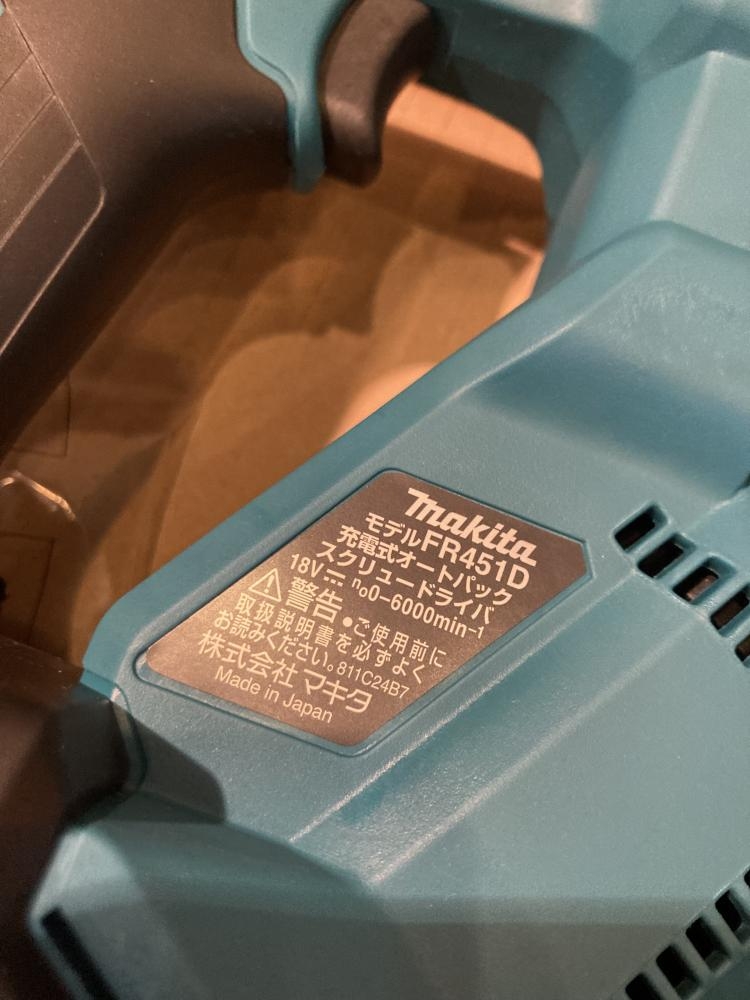 makita
モデルFR451D
充電式オートパック
スクリュードライバ
18V⎓ n₀0-6000min⁻¹
⚠警告 •ご使用前に
取扱説明書を必ずよく
お読みください。811C24B7
株式会社 マキタ
Made in Japan